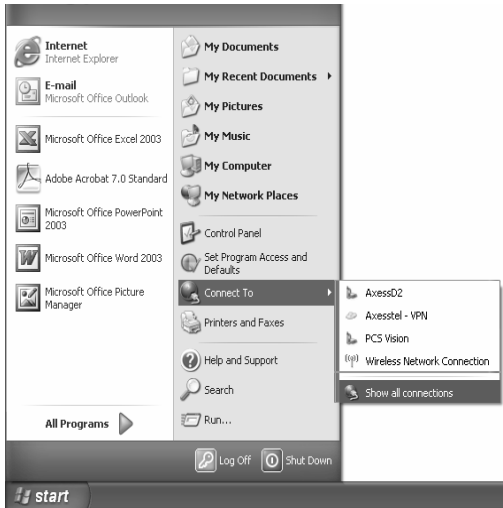 Internet
Internet Explorer
E-mail
Microsoft Office Outlook
Microsoft Office Excel 2003
Adobe Acrobat 7.0 Standard
Microsoft Office PowerPoint
2003
Microsoft Office Word 2003
Microsoft Office Picture
Manager
All Programs
My Documents
My Recent Documents
My Pictures
My Music
My Computer
My Network Places
Control Panel
Set Program Access and
Defaults
Connect To
Printers and Faxes
Help and Support
Search
Run...
AxessD2
Axesstel - VPN
PCS Vision
Wireless Network Connection
Show all connections
Log Off
Shut Down
start